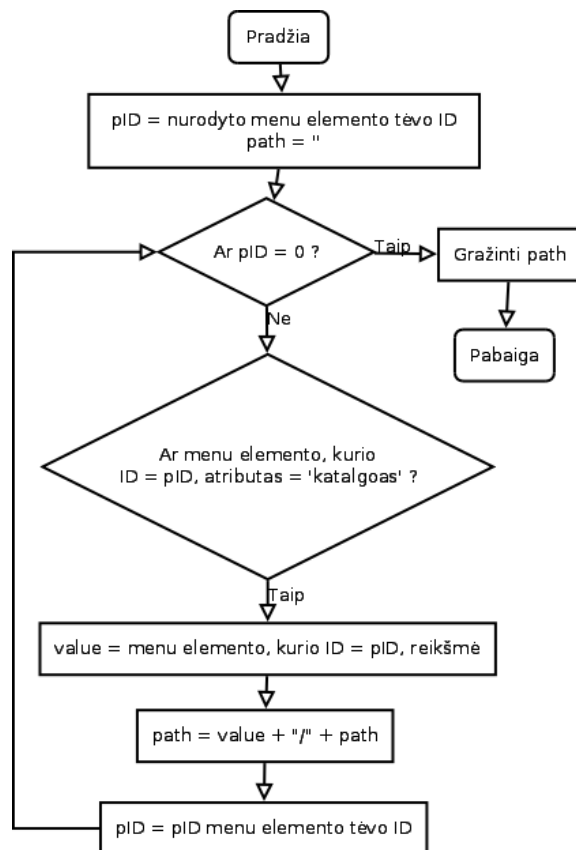 Pradžia
pID = nurodyto menu elemento tėvo ID
path = "
Ar pID = 0 ?
Taip
Gražinti path
Pabaiga
Ne
Ar menu elemento, kurio
ID = pID, atributas = 'katalgoas' ?
Taip
value = menu elemento, kurio ID = pID, reikšmė
path = value + "/" + path
pID = pID menu elemento tėvo ID